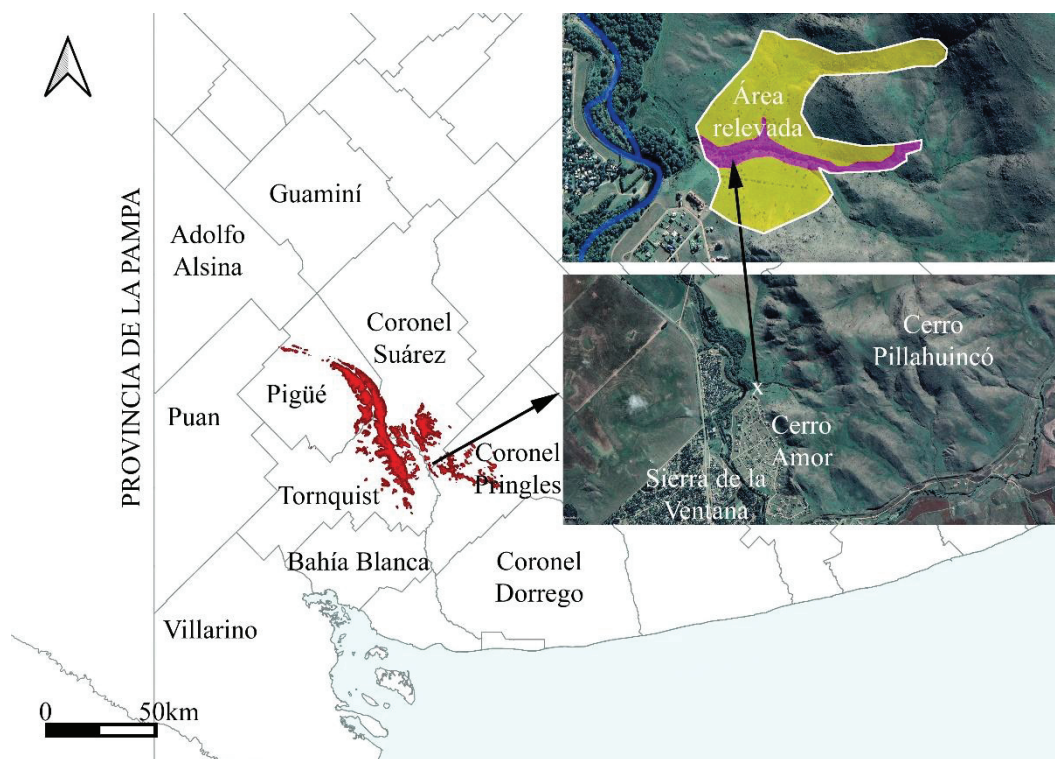 Área
relevada
Guaminí
Adolfo
Alsina
PROVINCIA DE LA PAMPA
Coronel
Suárez
Pigüé
Puan
Coronel
Pringles
Tornquist
Cerro
Pillahuincó
x
Cerro
Amor
Sierra de la
Ventana
Bahía Blanca
Coronel
Dorrego
Villarino
0 50km